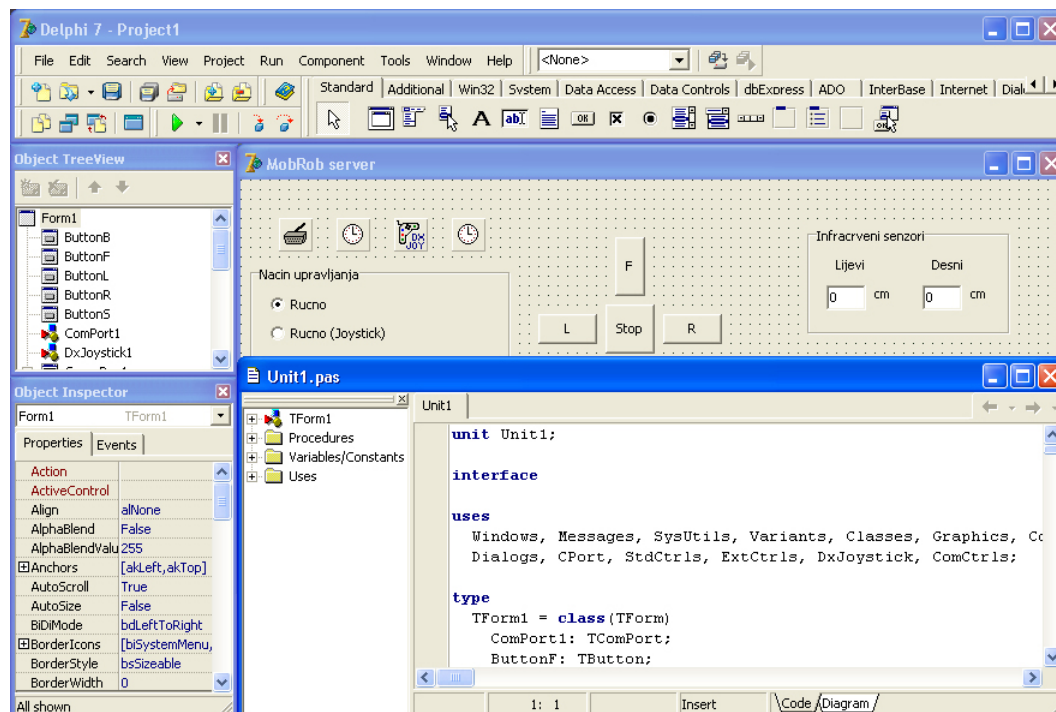 Delphi 7 - Project1
File Edit Search View Project Run Component Tools Window Help <None>
Standard Additional Win32 System Data Access Data Controls dbExpress ADO InterBase Internet
OK
Object TreeView
Form1
ButtonB
ButtonF
ButtonL
ButtonR
ButtonS
ComPort1
DxJoystick1
MobRob server
DX
JOY
Nacin upravljanja
Rucno
Rucno (Joystick)
F
L Stop R
Infracrveni senzori
Lijevi Desni
0 cm 0 cm
Object Inspector
Form1 TForm1
Properties Events
Action
ActiveControl
Align alNone
AlphaBlend False
AlphaBlendValu 255
Anchors [akLeft,akTop]
AutoScroll True
AutoSize False
BiDiMode bdLeftToRight
BorderIcons [biSystemMenu,
BorderStyle bsSizeable
BorderWidth 0
All shown
Unit1.pas
TForm1
Procedures
Variables/Constants
Uses
Unit1
unit Unit1;
interface
uses
Windows, Messages, SysUtils, Variants, Classes, Graphics,
Dialogs, CPort, StdCtrls, ExtCtrls, DxJoystick, ComCtrls;
type
TForm1 = class(TForm)
ComPort1: TComPort;
ButtonF: TButton;
1: 1 Insert \Code /Diagram /